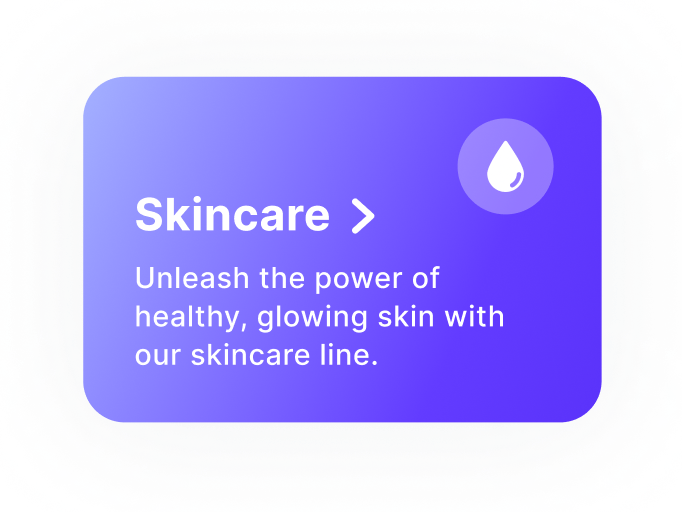 Skincare
Unleash the power of
healthy, glowing skin with
our skincare line.